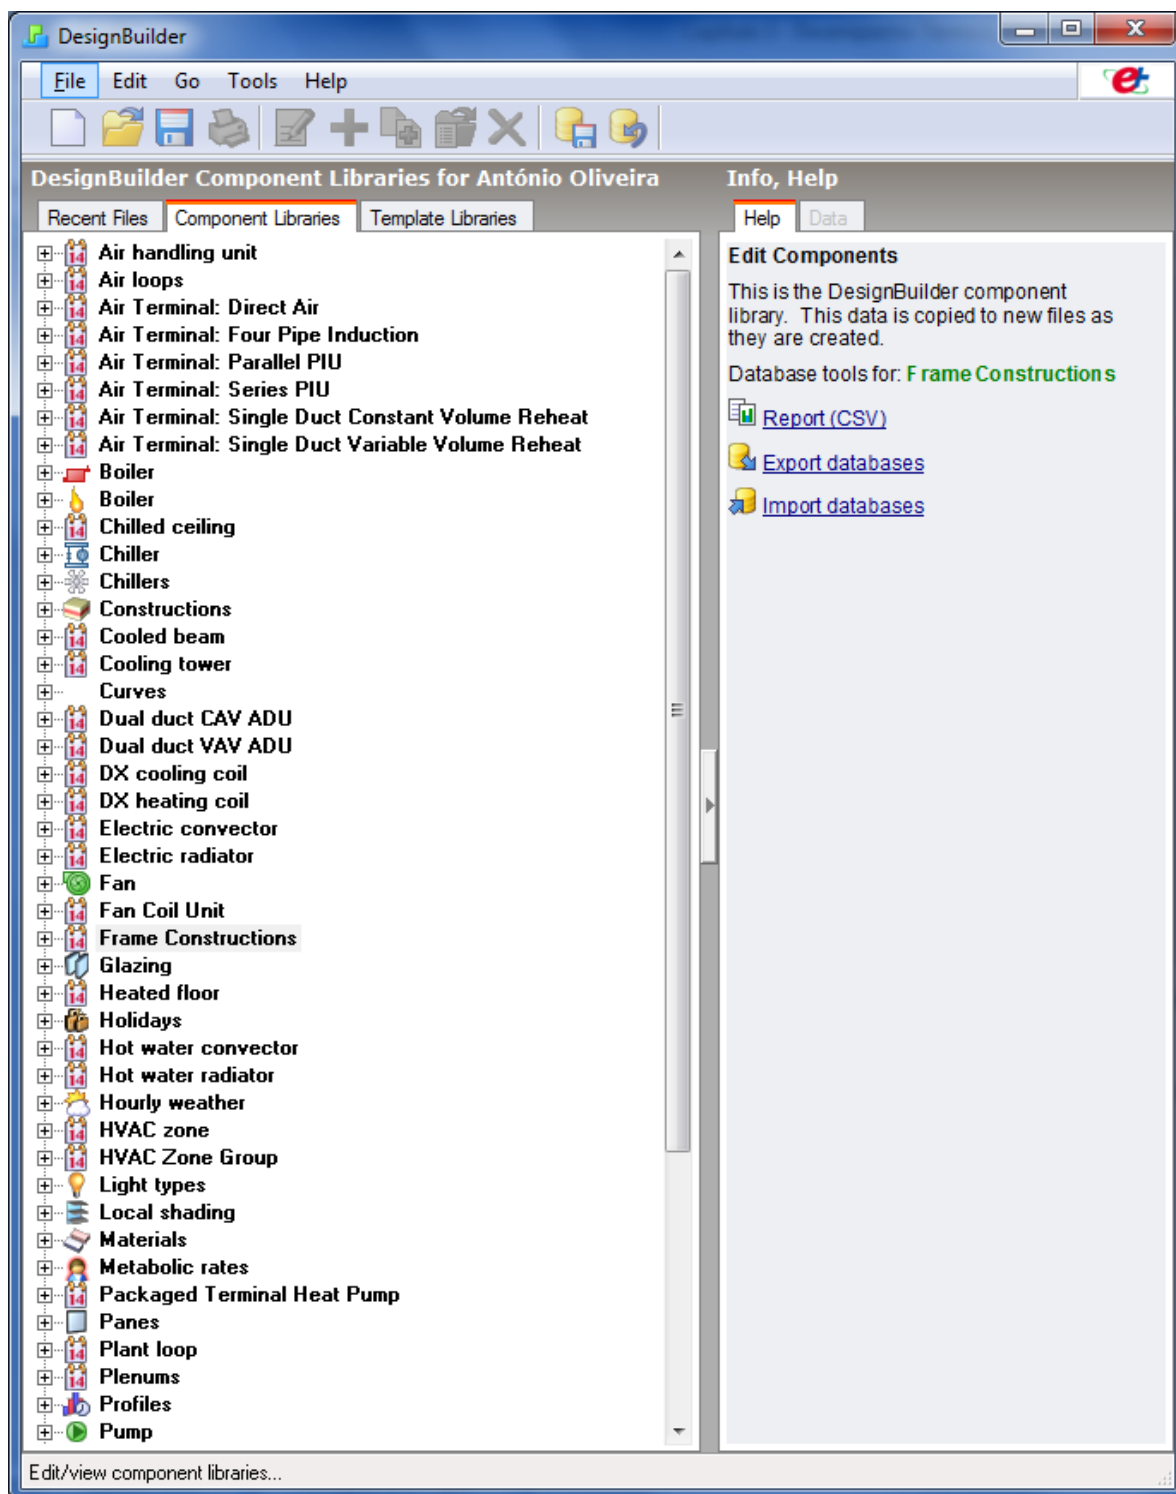 DesignBuilder
File Edit Go Tools Help
DesignBuilder Component Libraries for António Oliveira
Recent Files Component Libraries Template Libraries
Air handling unit
Air loops
Air Terminal: Direct Air
Air Terminal: Four Pipe Induction
Air Terminal: Parallel PIU
Air Terminal: Series PIU
Air Terminal: Single Duct Constant Volume Reheat
Air Terminal: Single Duct Variable Volume Reheat
Boiler
Boiler
Chilled ceiling
Chiller
Chillers
Constructions
Cooled beam
Cooling tower
Curves
Dual duct CAV ADU
Dual duct VAV ADU
DX cooling coil
DX heating coil
Electric convector
Electric radiator
Fan
Fan Coil Unit
Frame Constructions
Glazing
Heated floor
Holidays
Hot water convector
Hot water radiator
Hourly weather
HVAC zone
HVAC Zone Group
Light types
Local shading
Materials
Metabolic rates
Packaged Terminal Heat Pump
Panes
Plant loop
Plenums
Profiles
Pump
Info, Help
Help Data
Edit Components
This is the DesignBuilder component
library. This data is copied to new files as
they are created.
Database tools for: Frame Constructions
Report (CSV)
Export databases
Import databases
Edit/view component libraries...